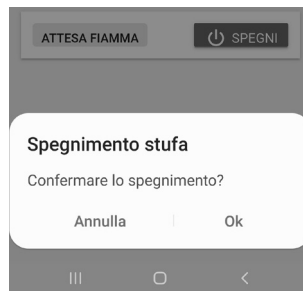 ATTESA FIAMMA SPEGNI
Spegnimento stufa
Confermare lo spegnimento?
Annulla Ok